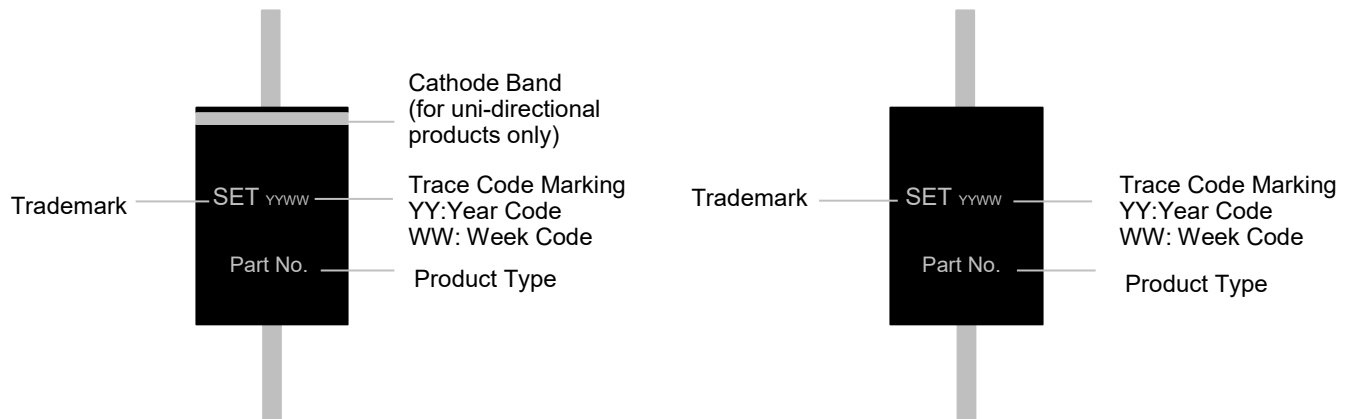 Cathode Band
(for uni-directional
products only)
Trademark
SET YYWW
Trace Code Marking
YY:Year Code
WW: Week Code
Part No.
Product Type
Trademark
SET YYWW
Trace Code Marking
YY:Year Code
WW: Week Code
Part No.
Product Type